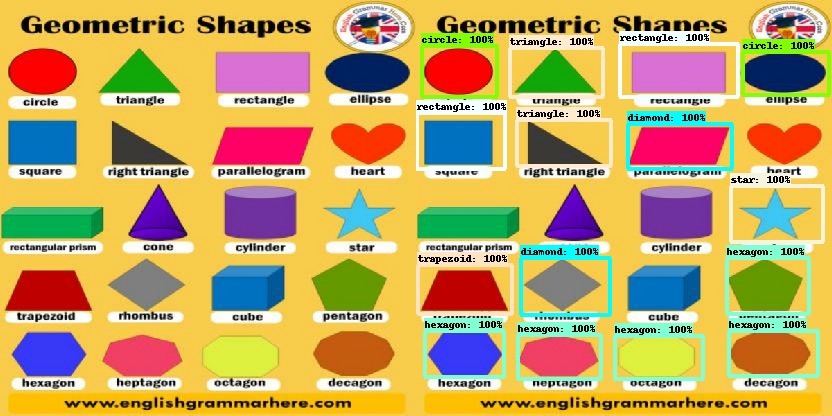 Geometric Shapes
English Grammar Here.Com
circle
triangle
rectangle
ellipse
square
right triangle
parallelogram
heart
rectangular prism
cone
cylinder
star
trapezoid
rhombus
cube
pentagon
hexagon
heptagon
octagon
decagon
www.englishgrammarhere.com
Geometric Shapes
circle: 100%
triangle: 100%
rectangle: 100%
circle: 100%
triangle
rectangle
ellipse
rectangle: 100%
triangle: 100%
diamond: 100%
square
right triangle
parallelogram
heart
star: 100%
rectangular prism
cylinder
trapezoid: 100%
diamond: 100%
hexagon: 100%
trapezoid
rhombus
cube
hexagon: 100%
hexagon: 100%
hexagon: 100%
hexagon: 100%
hexagon
heptagon
octagon
decagon
www.englishgrammarhere.com